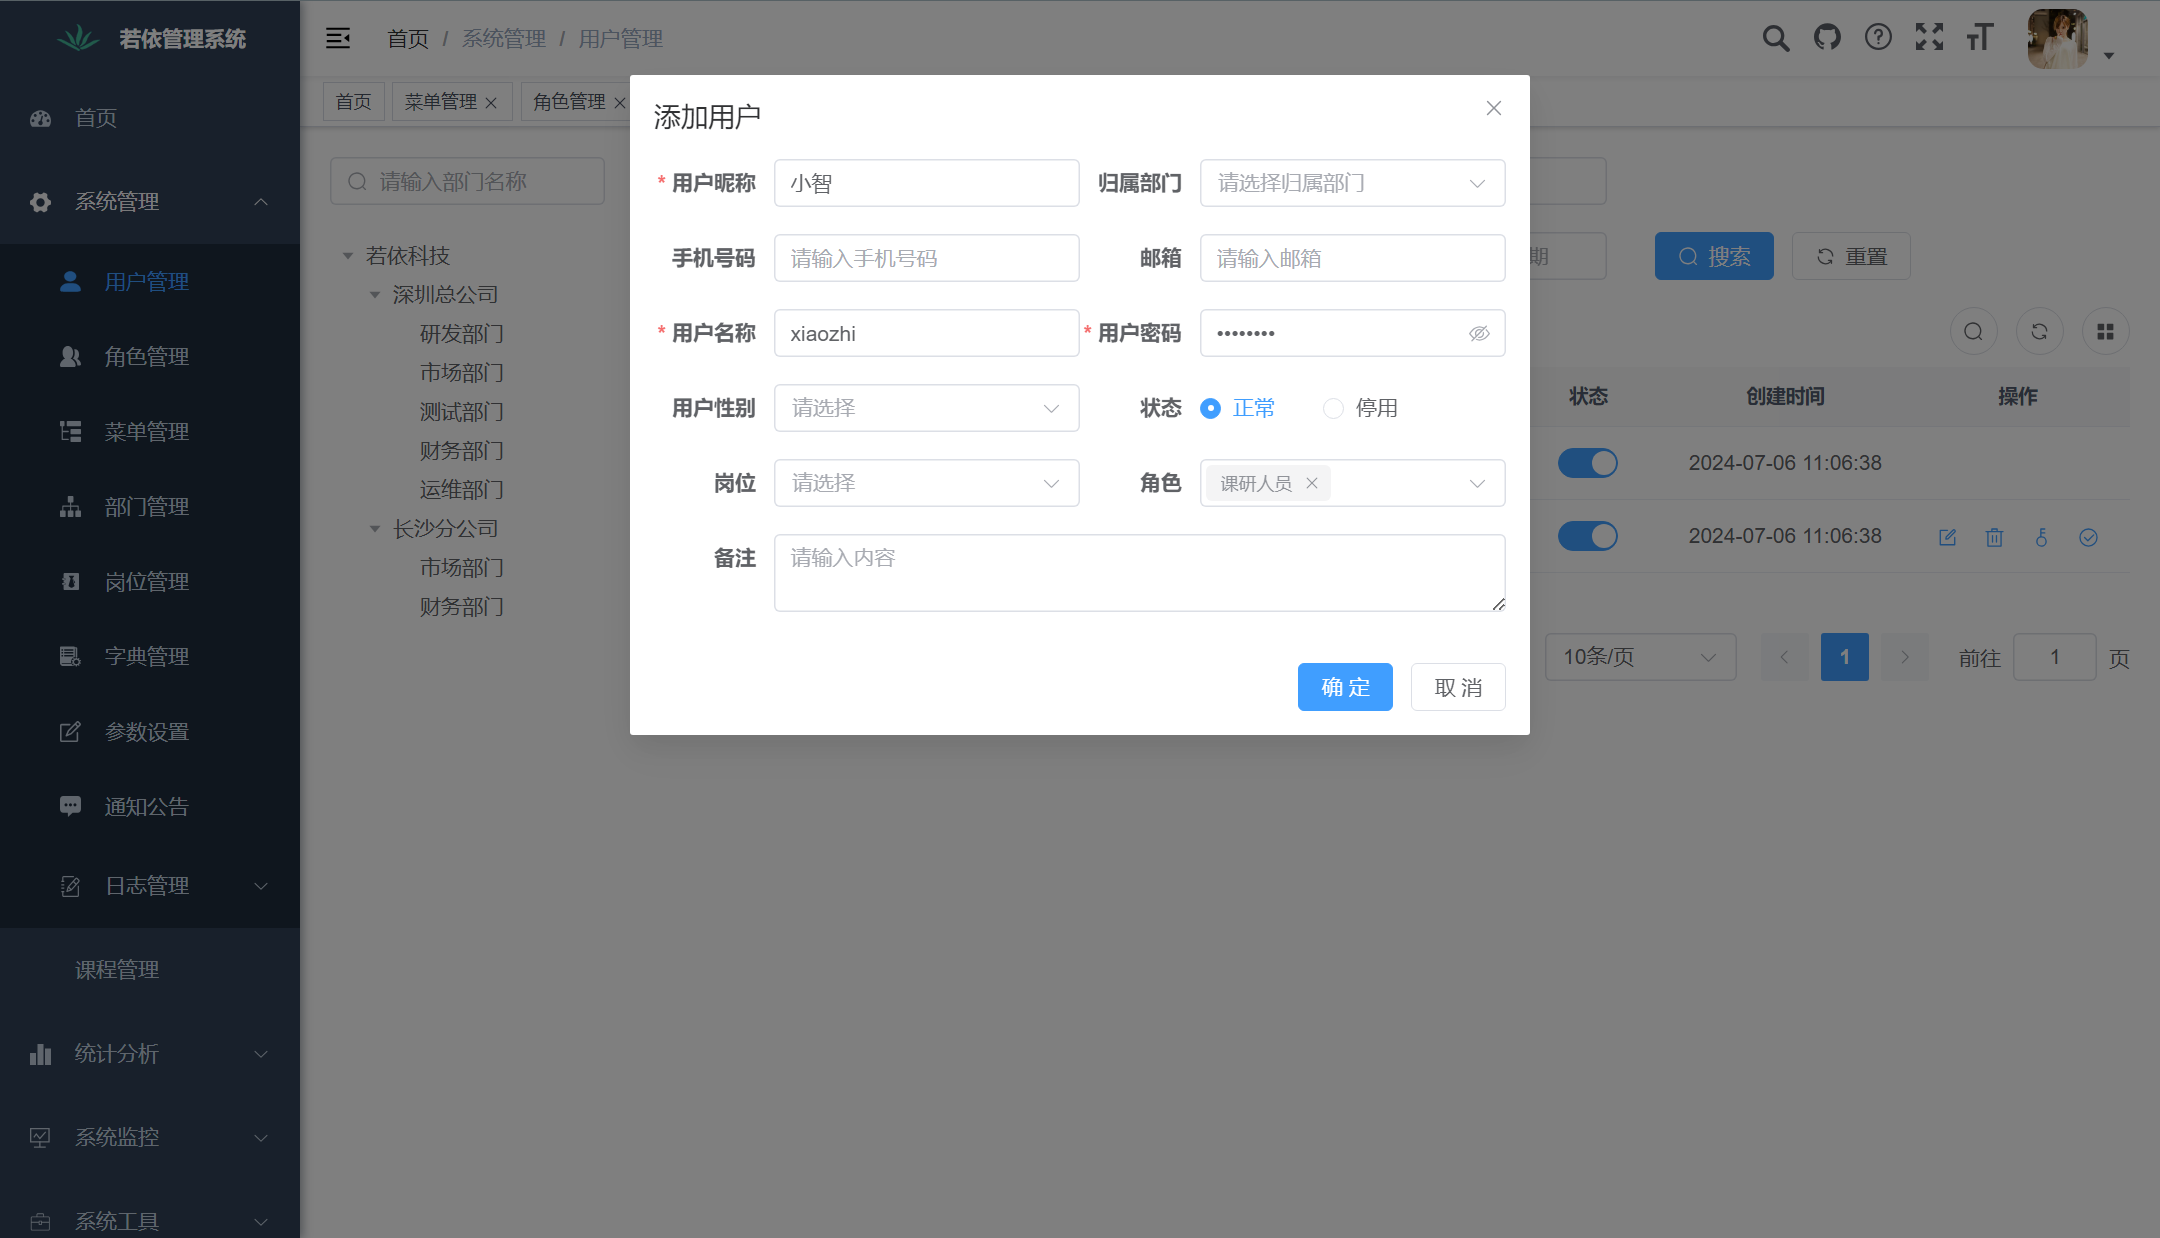 若依管理系统
首页
系统管理
用户管理
角色管理
菜单管理
部门管理
岗位管理
字典管理
参数设置
通知公告
日志管理
课程管理
统计分析
系统监控
系统工具
首页 / 系统管理 / 用户管理
首页 菜单管理 角色管理
请输入部门名称
若依科技
深圳总公司
研发部门
市场部门
测试部门
财务部门
运维部门
长沙分公司
市场部门
财务部门
添加用户
* 用户昵称 小智 归属部门 请选择归属部门
手机号码 请输入手机号码 邮箱 请输入邮箱
* 用户名称 xiaozhi * 用户密码 ••••••••
用户性别 请选择 状态 正常 停用
岗位 请选择 角色 课研人员
备注 请输入内容
确 定 取 消
期 搜索 重置
状态 创建时间 操作
2024-07-06 11:06:38
2024-07-06 11:06:38
10条/页 1 前往 1 页